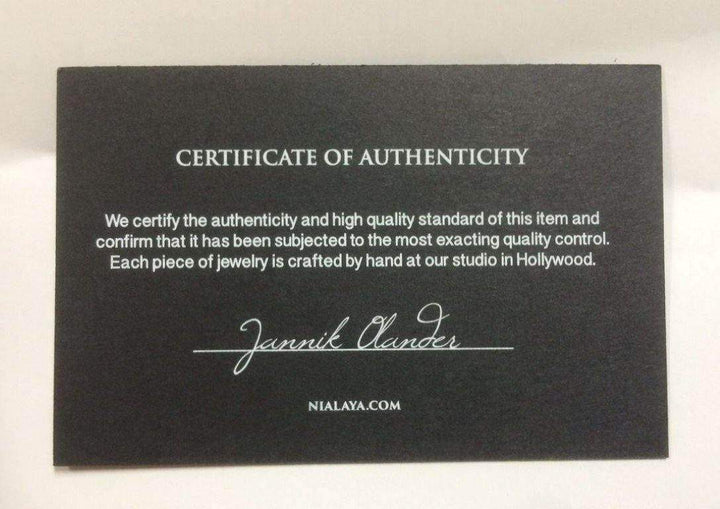 CERTIFICATE OF AUTHENTICITY
We certify the authenticity and high quality standard of this item and
confirm that it has been subjected to the most exacting quality control.
Each piece of jewelry is crafted by hand at our studio in Hollywood.
Jannik Olander
NIALAYA.COM